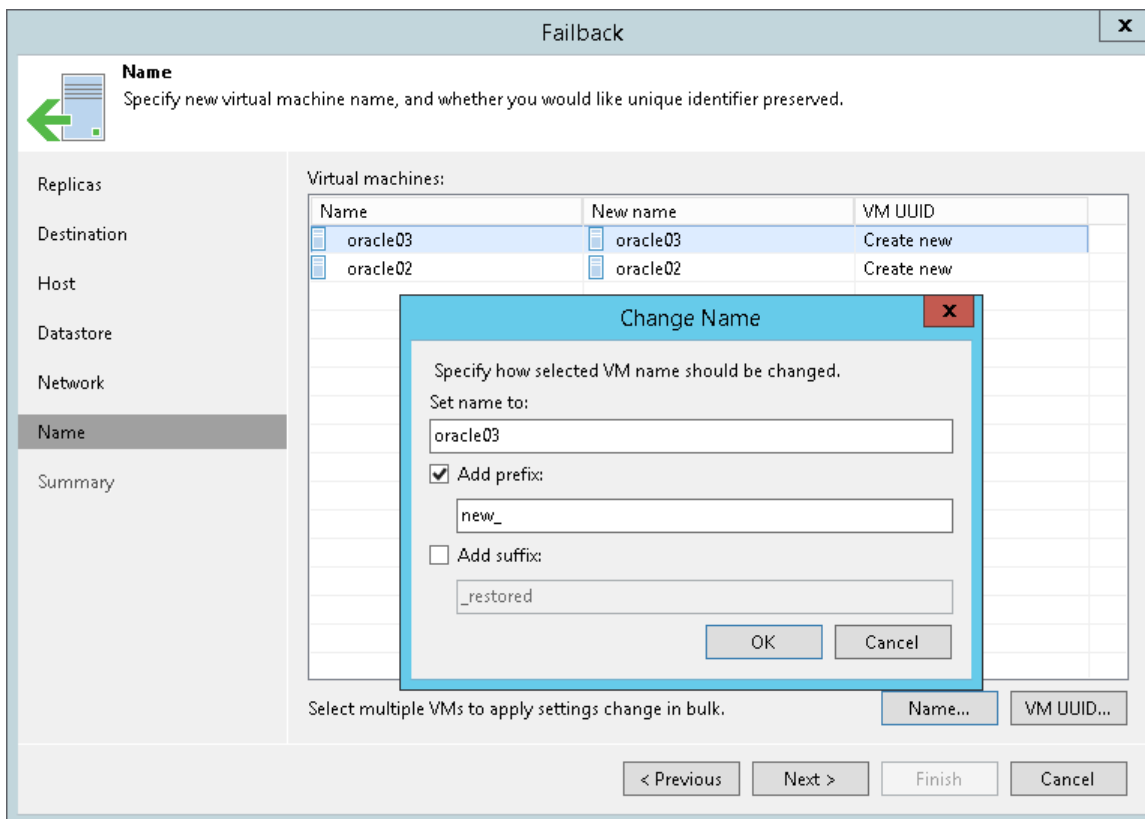 Failback
x
Name
Specify new virtual machine name, and whether you would like unique identifier preserved.
Replicas
Destination
Host
Datastore
Network
Name
Summary
Virtual machines:
Name New name VM UUID
oracle03 oracle03 Create new
oracle02 oracle02 Create new
Change Name
x
Specify how selected VM name should be changed.
Set name to:
oracle03
Add prefix:
new_
Add suffix:
_restored
OK Cancel
Select multiple VMs to apply settings change in bulk.
Name... VM UUID...
< Previous Next > Finish Cancel